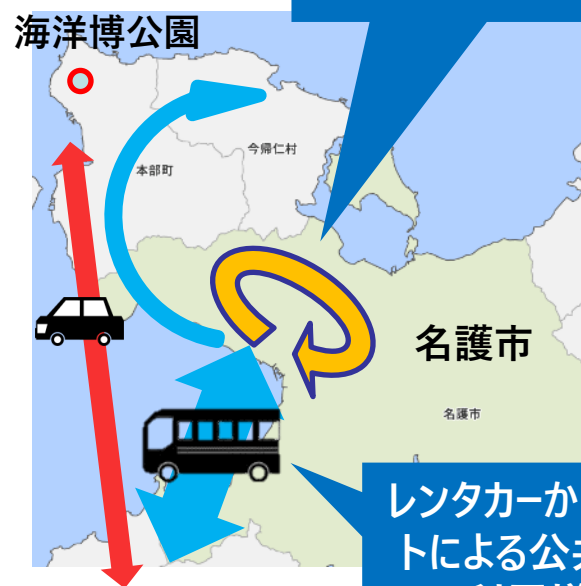 海洋博公園
今帰仁村
本部町
名護市
名護市
レンタカーか
トによる公